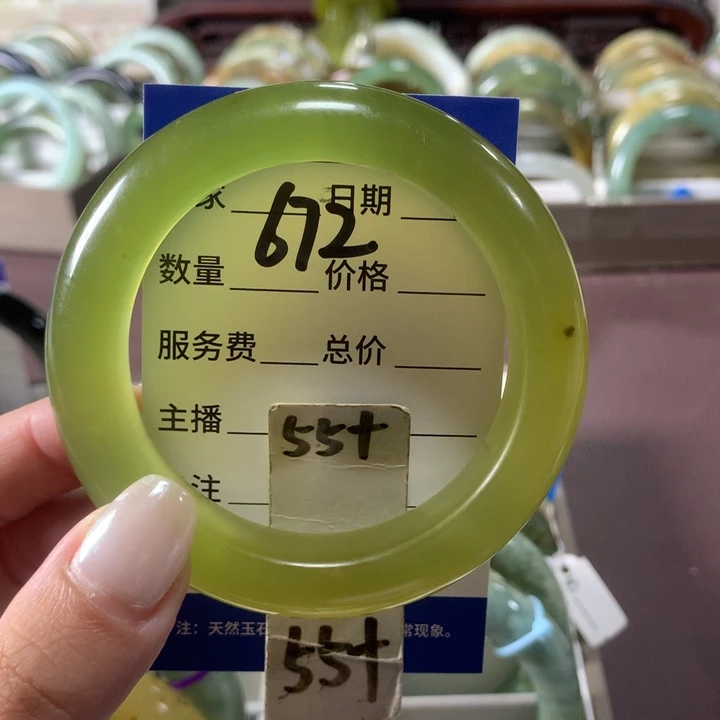 家 日期
672
数量 价格
服务费 总价
主播
55+
注
注：天然玉石 常现象。
55+